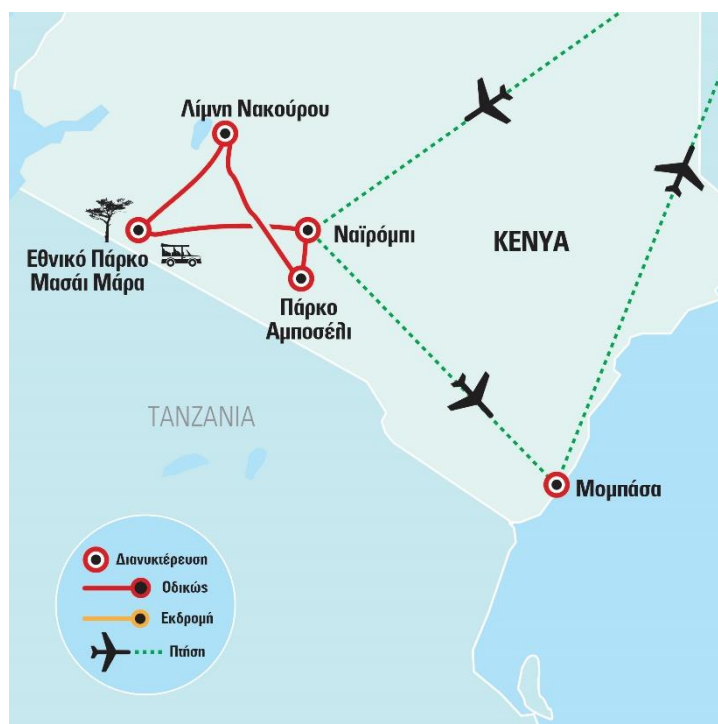 Λίμνη Νακούρου
Ναϊρόμπι
KENYA
Εθνικό Πάρκο
Μασάι Μάρα
Πάρκο
Αμποσέλι
TANZANIA
Μομπάσα
Διανυκτέρευση
Οδικώς
Εκδρομή
Πτήση